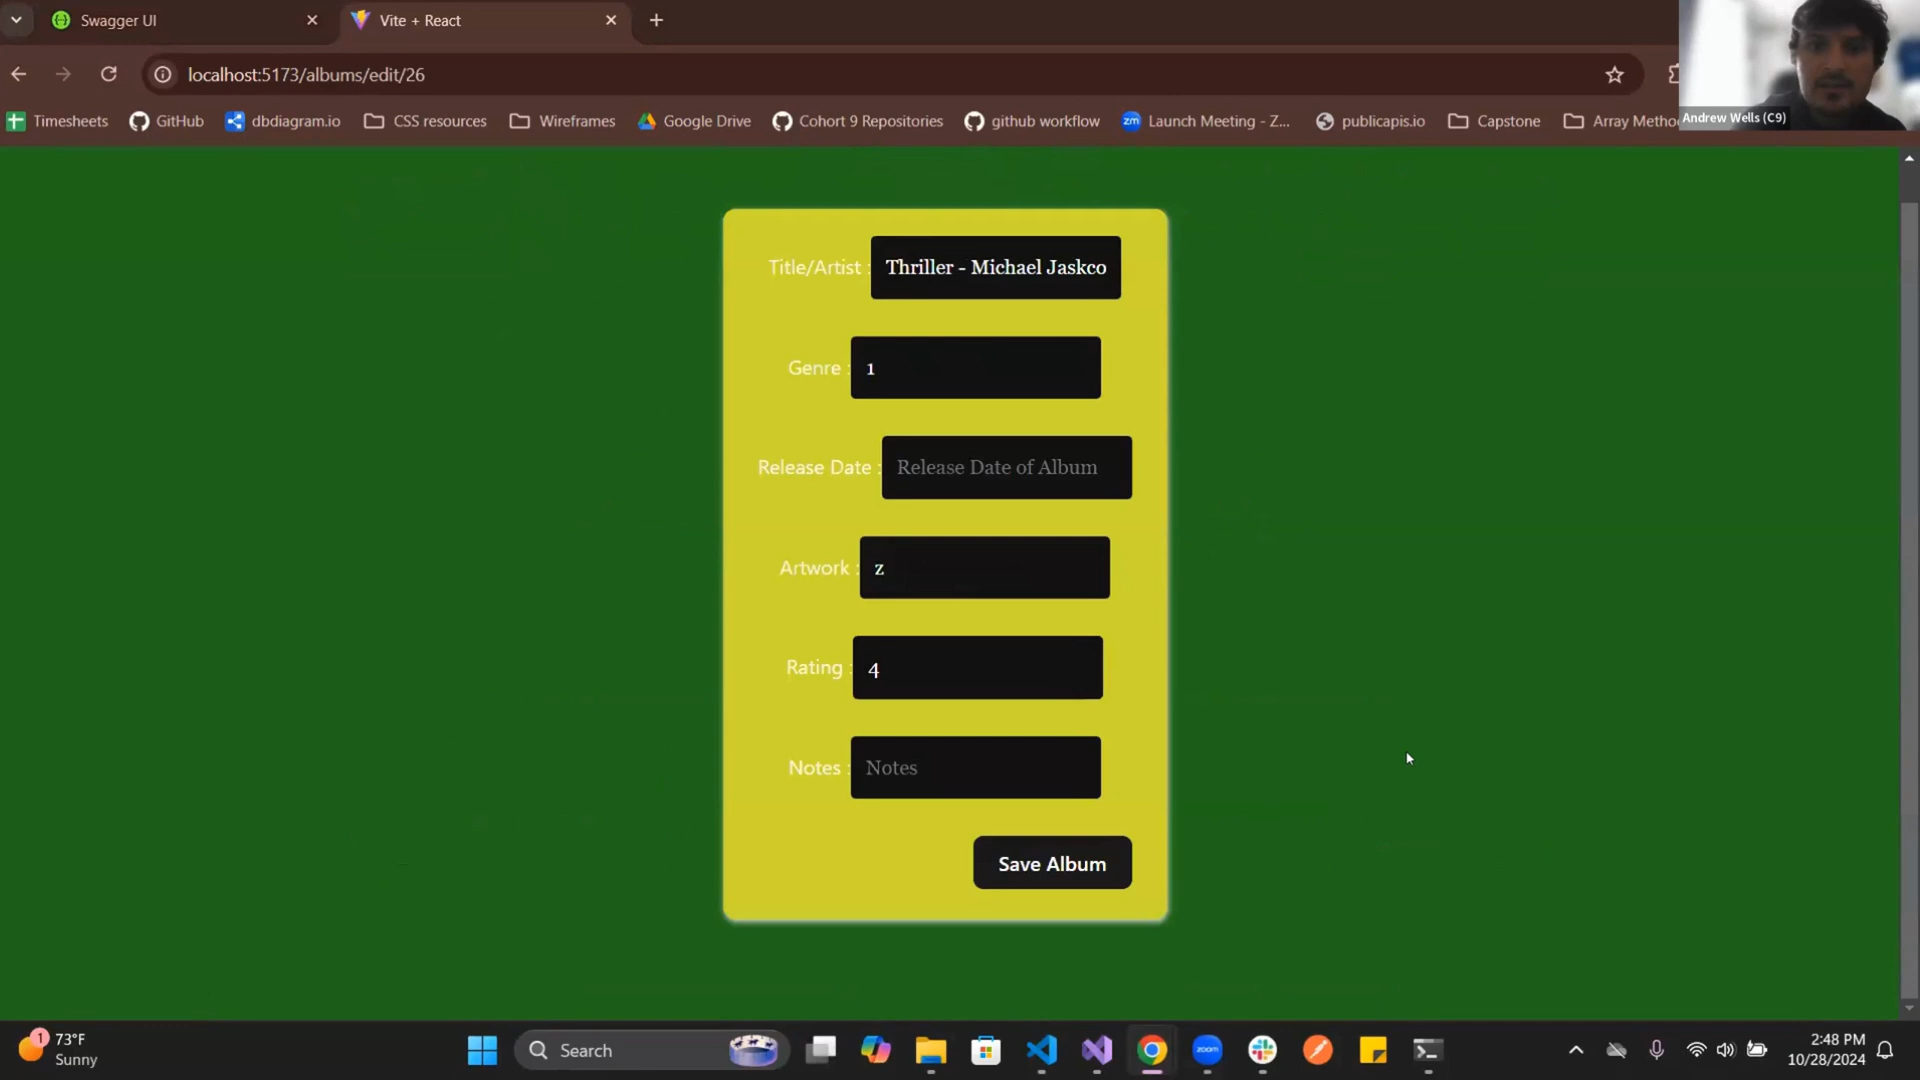 Swagger UI
Vite + React
localhost:5173/albums/edit/26
Timesheets GitHub dbdiagram.io CSS resources Wireframes Google Drive Cohort 9 Repositories github workflow Launch Meeting - Z... publicapis.io Capstone Array Metho
Andrew Wells (C9)
Title/Artist : Thriller - Michael Jaskco
Genre : 1
Release Date : Release Date of Album
Artwork : z
Rating : 4
Notes : Notes
Save Album
1
73°F
Sunny
Search
zoom
2:48 PM
10/28/2024